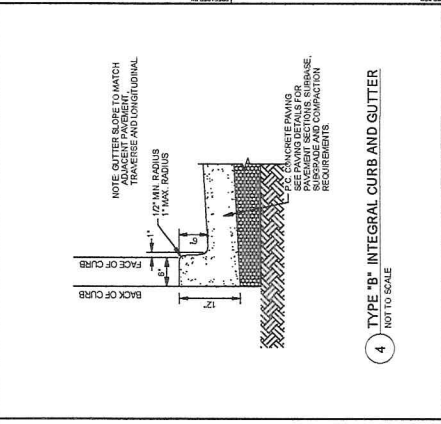 NOTE: GUTTER SLOPE TO MATCH
ADJACENT PAVEMENT,
TRAVERSE AND LONGITUDINAL.
1/2" MIN. RADIUS
1" MAX. RADIUS
BACK OF CURB
FACE OF CURB
6"
1"
6"
12"
P.C. CONCRETE PAVING
SEE PAVING DETAILS FOR
PAVEMENT SECTIONS, SUBBASE,
SUBGRADE AND COMPACTION
REQUIREMENTS.
4
TYPE "B" INTEGRAL CURB AND GUTTER
NOT TO SCALE